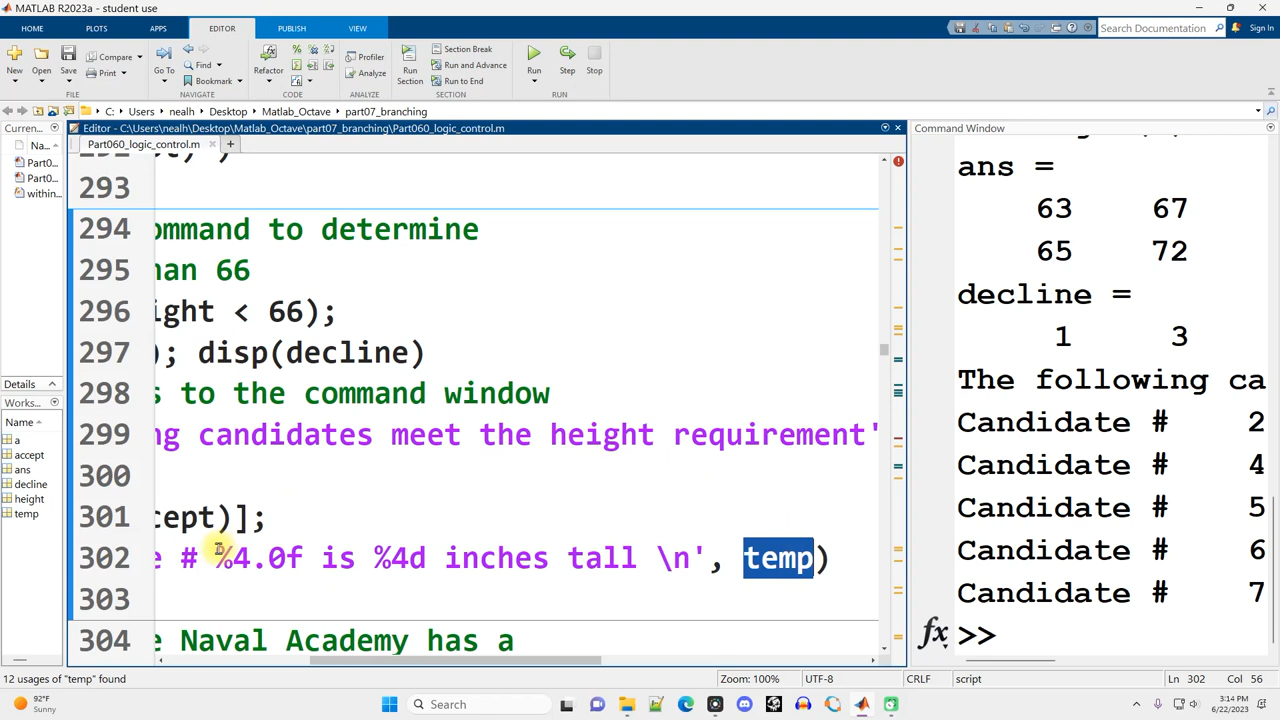 MATLAB R2023a - student use
HOME PLOTS APPS EDITOR PUBLISH VIEW Search Documentation Sign In
New Open Save Compare Print Go To Find Bookmark Refactor Profiler Analyze Run Section Section Break Run and Advance Run to End Run Step Stop
FILE NAVIGATE CODE ANALYZE SECTION RUN
C: Users nealh Desktop Matlab_Octave part07_branching
Curren... Editor - C:\Users\nealh\Desktop\Matlab_Octave\part07_branching\Part060_logic_control.m Command Window
Na... Part060_logic_control.m
Part0...
Part0...
within...
Details
Works...
Name
a
accept
ans
decline
height
temp
293
294 ommand to determine
295 han 66
296 ight < 66);
297 ); disp(decline)
298 s to the command window
299 ng candidates meet the height requirement'
300
301 cept)];
302 e # %4.0f is %4d inches tall \n', temp)
303
304 e Naval Academy has a
ans =
63 67
65 72
decline =
1 3
The following ca
Candidate # 2
Candidate # 4
Candidate # 5
Candidate # 6
Candidate # 7
fx >>
12 usages of "temp" found Zoom: 100% UTF-8 CRLF script Ln 302 Col 56
92°F
Sunny
Search
3:14 PM
6/22/2023